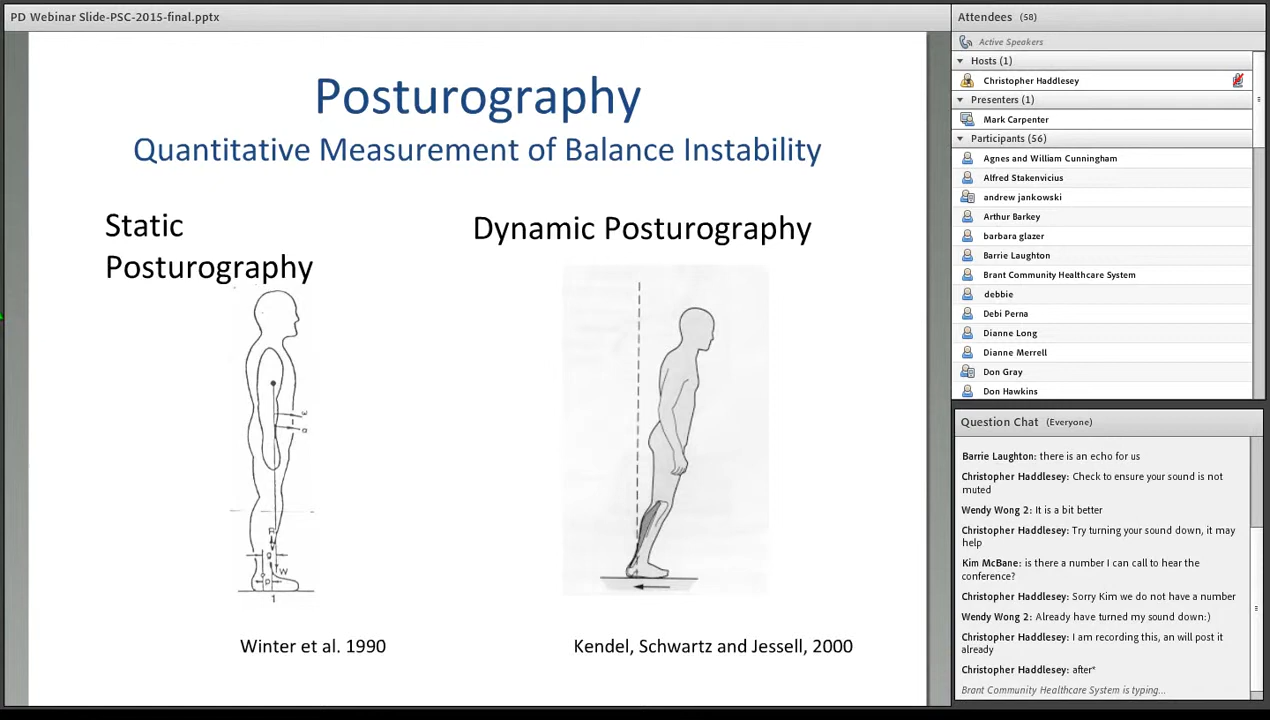 PD Webinar Slide-PSC-2015-final.pptx
Posturography
Quantitative Measurement of Balance Instability
Static
Posturography
Dynamic Posturography
W
Winter et al. 1990
Kendel, Schwartz and Jessell, 2000
Attendees (58)
Active Speakers
Hosts (1)
Christopher Haddlesey
Presenters (1)
Mark Carpenter
Participants (56)
Agnes and William Cunningham
Alfred Stakenvicius
andrew jankowski
Arthur Barkey
barbara glazer
Barrie Laughton
Brant Community Healthcare System
debbie
Debi Perna
Dianne Long
Dianne Merrell
Don Gray
Don Hawkins
Question Chat (Everyone)
Barrie Laughton: there is an echo for us
Christopher Haddlesey: Check to ensure your sound is not
muted
Wendy Wong 2: It is a bit better
Christopher Haddlesey: Try turning your sound down, it may
help
Kim McBane: is there a number I can call to hear the
conference?
Christopher Haddlesey: Sorry Kim we do not have a number
Wendy Wong 2: Already have turned my sound down:)
Christopher Haddlesey: I am recording this, an will post it
already
Christopher Haddlesey: after*
Brant Community Healthcare System is typing...